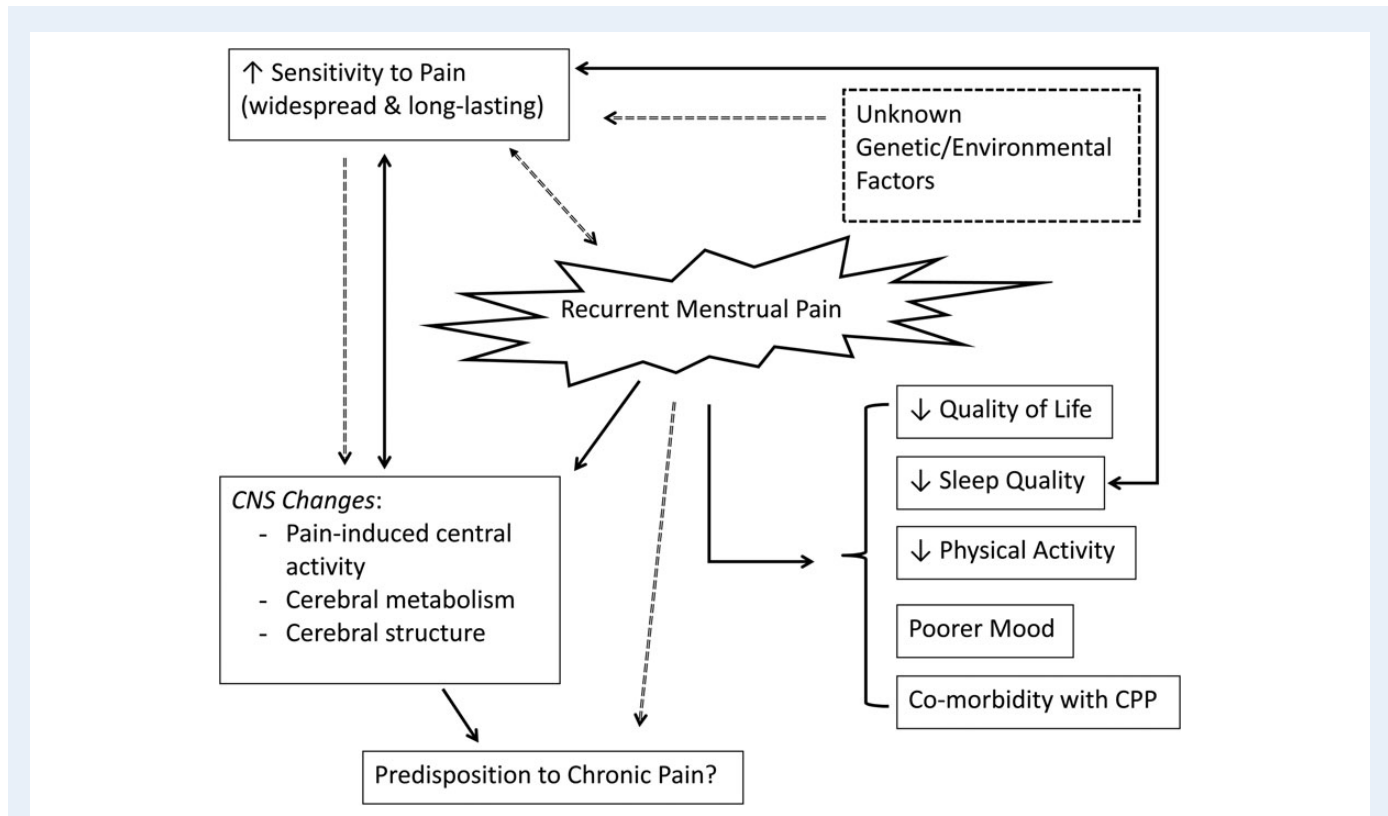 ↑ Sensitivity to Pain
(widespread & long-lasting)
Unknown
Genetic/Environmental
Factors
Recurrent Menstrual Pain
↓ Quality of Life
↓ Sleep Quality
↓ Physical Activity
Poorer Mood
Co-morbidity with CPP
CNS Changes:
- Pain-induced central
activity
- Cerebral metabolism
- Cerebral structure
Predisposition to Chronic Pain?